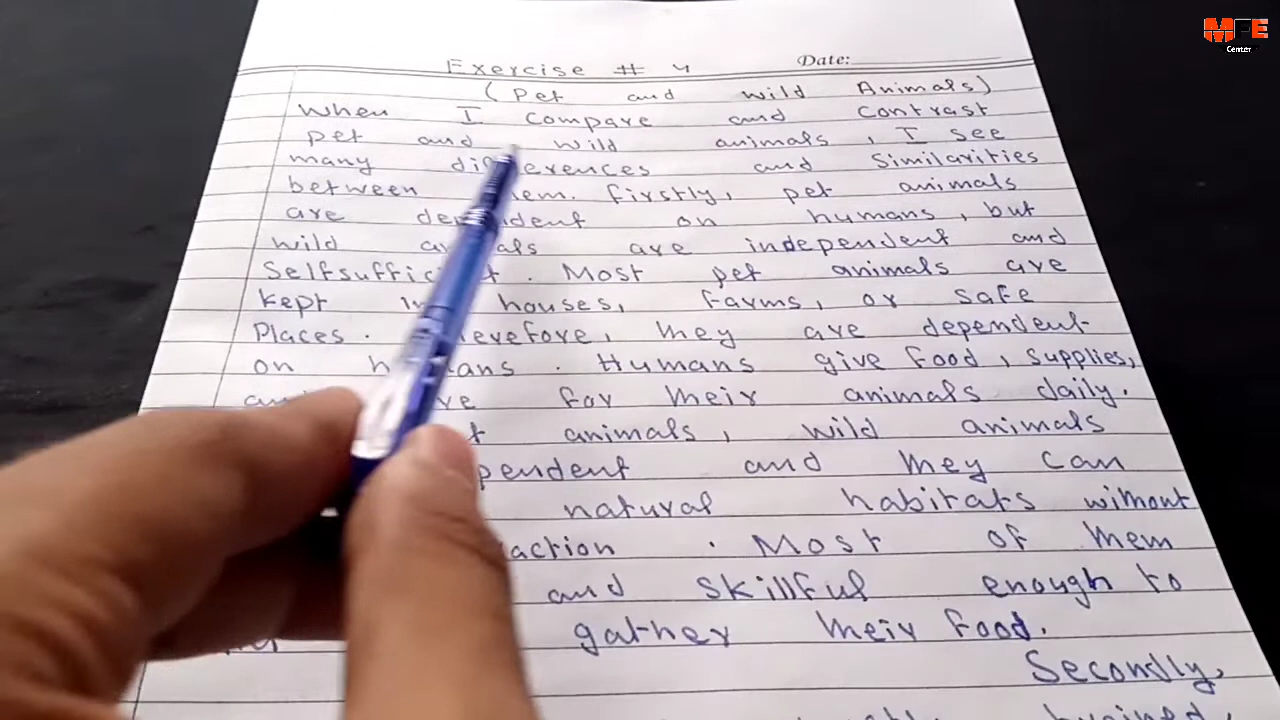 MFE
Center
Date:
Exercise # 4
(Pet and wild Animals)
When I compare and contrast
pet and wild animals, I see
many differences and Similarities
between them. firstly, pet animals
are dependent on humans, but
wild animals are independent and
Selfsufficient. Most pet animals are
kept in houses, farms, or safe
Places. Therefore, they are dependent
on humans. Humans give food, supplies,
for their animals daily.
animals, wild animals
and they can
natural habitats without
Most of them
and skillful enough to
gather their food.
Secondly,